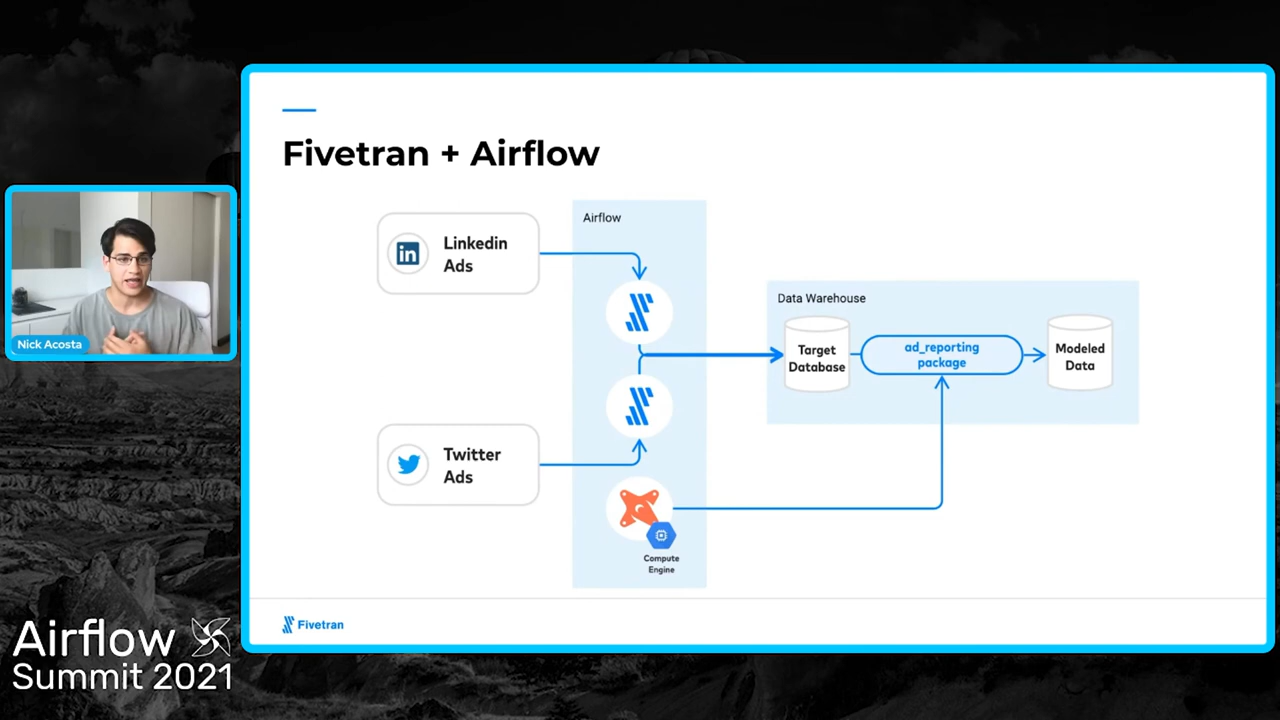 Fivetran + Airflow
Linkedin
Ads
Airflow
Data Warehouse
Target
Database
ad_reporting
package
Modeled
Data
Twitter
Ads
Compute
Engine
Fivetran
Nick Acosta
Airflow
Summit 2021